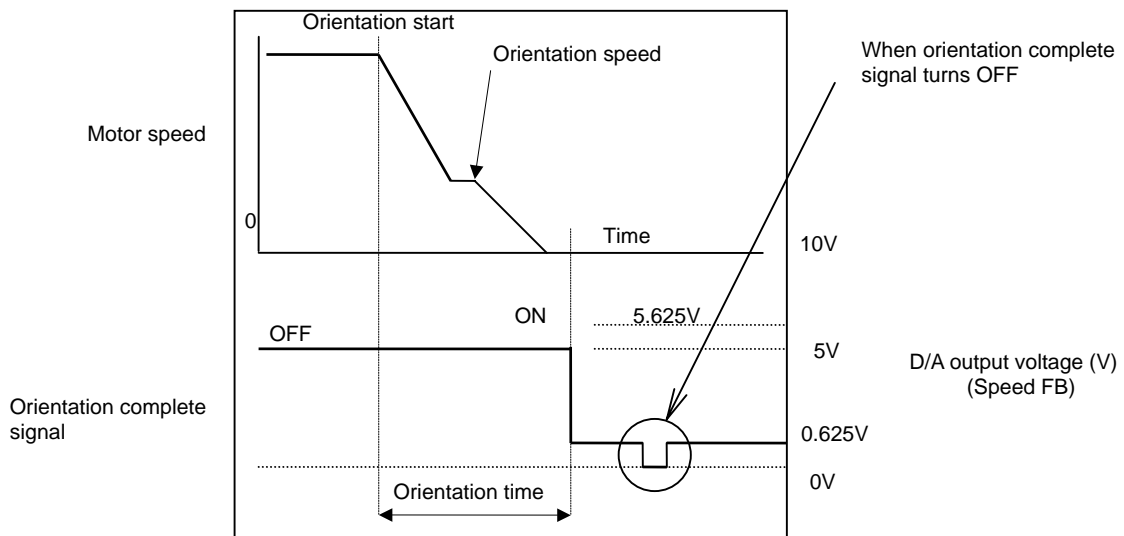 Orientation start
Orientation speed
When orientation complete
signal turns OFF
Motor speed
0
Time
10V
ON
5.625V
OFF
5V
D/A output voltage (V)
(Speed FB)
Orientation complete
signal
0.625V
0V
Orientation time